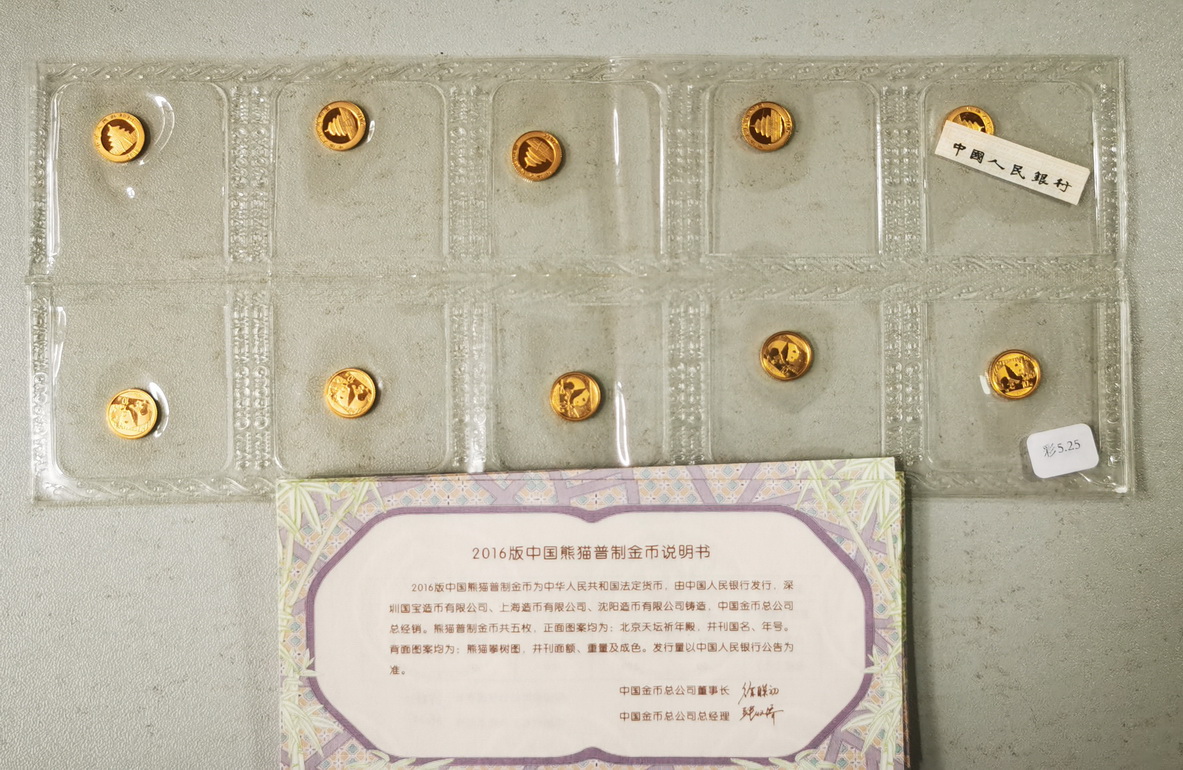 中國人民銀行
彩5.25
2016版中国熊猫普制金币说明书
2016版中国熊猫普制金币为中华人民共和国法定货币，由中国人民银行发行，深
圳国宝造币有限公司、上海造币有限公司、沈阳造币有限公司铸造，中国金币总公司
总经销。熊猫普制金币共五枚，正面图案均为：北京天坛祈年殿，并刊国名、年号。
背面图案均为：熊猫攀树图，并刊面额、重量及成色。发行量以中国人民银行公告为
准。
中国金币总公司董事长
中国金币总公司总经理